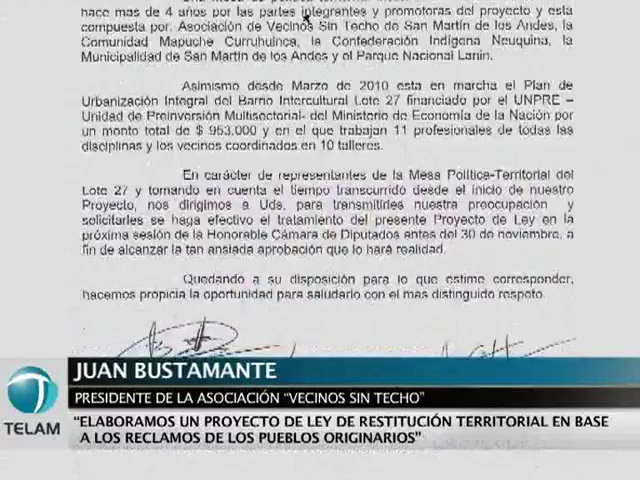 hace mas de 4 años por las partes integrantes y promotoras del proyecto y esta
compuesta por: Asociación de Vecinos Sin Techo de San Martín de los Andes, la
Comunidad Mapuche Curruhuinca, la Confederación Indígena Neuquina, la
Municipalidad de San Martín de los Andes y el Parque Nacional Lanin.
Asimismo desde Marzo de 2010 esta en marcha el Plan de
Urbanización Integral del Barrio Intercultural Lote 27 financiado por el UNPRE –
Unidad de Preinversión Multisectorial- del Ministerio de Economía de la Nación por
un monto total de $ 953.000 y en el que trabajan 11 profesionales de todas las
disciplinas y los vecinos coordinados en 10 talleres.
En carácter de representantes de la Mesa Política-Territorial del
Lote 27 y tomando en cuenta el tiempo transcurrido desde el inicio de nuestro
Proyecto, nos dirigimos a Uds. para transmitirles nuestra preocupación y
solicitarles se haga efectivo el tratamiento del presente Proyecto de Ley en la
próxima sesión de la Honorable Cámara de Diputados antes del 30 de noviembre, a
fin de alcanzar la tan ansiada aprobación que lo hará realidad.
Quedando a su disposición para lo que estime corresponder,
hacemos propicia la oportunidad para saludarlo con el mas distinguido respeto.
JUAN BUSTAMANTE
PRESIDENTE DE LA ASOCIACIÓN "VECINOS SIN TECHO"
TELAM
"ELABORAMOS UN PROYECTO DE LEY DE RESTITUCIÓN TERRITORIAL EN BASE
A LOS RECLAMOS DE LOS PUEBLOS ORIGINARIOS"